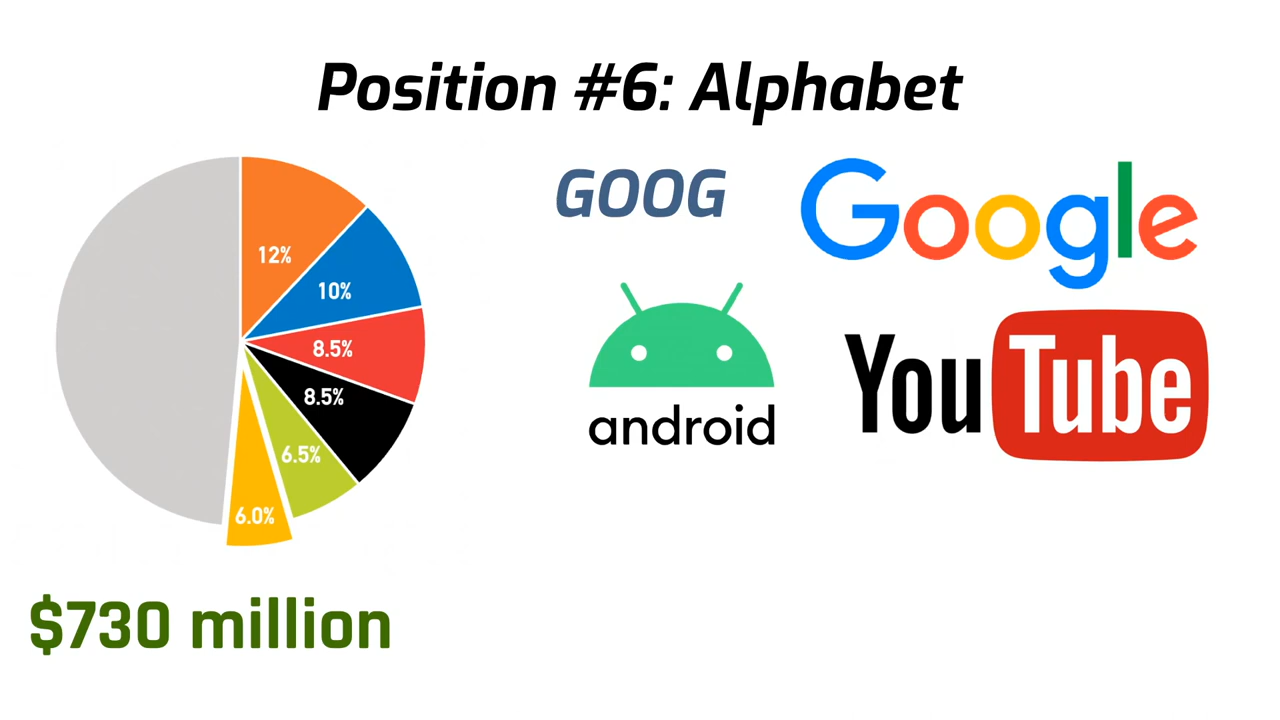 Position #6: Alphabet
GOOG
Google
12%
10%
8.5%
8.5%
6.5%
6.0%
android
YouTube
$730 million